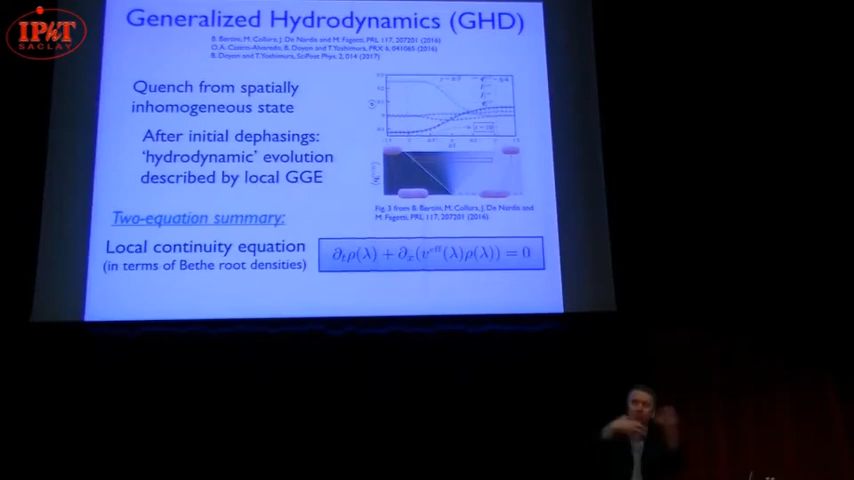 IPhT
SACLAY
Generalized Hydrodynamics (GHD)
B. Bertini, M. Collura, J. De Nardis and M. Fagotti, PRL 117, 207201 (2016)
O. A. Castro-Alvaredo, B. Doyon and T. Yoshimura, PRX 6, 041065 (2016)
B. Doyon and T. Yoshimura, SciPost Phys. 2, 014 (2017)
Quench from spatially
inhomogeneous state
After initial dephasings:
'hydrodynamic' evolution
described by local GGE
Fig. 3 from B. Bertini, M. Collura, J. De Nardis and
M. Fagotti, PRL 117, 207201 (2016)
Two-equation summary:
Local continuity equation
(in terms of Bethe root densities)
∂ₜρ(λ) + ∂ₓ(v^eff(λ)ρ(λ)) = 0